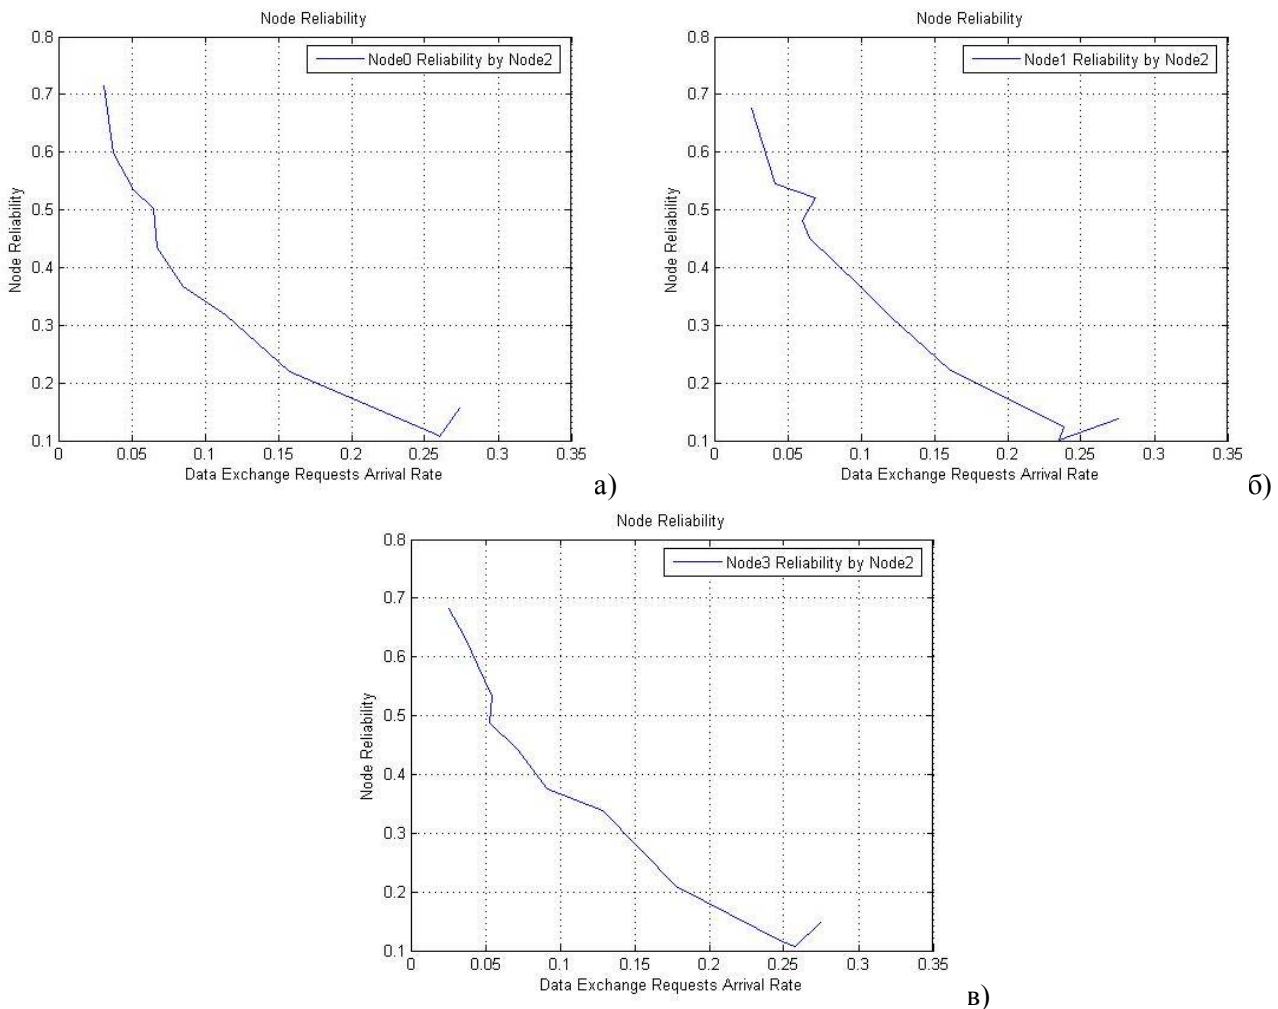 Node Reliability
0.8
0.7
0.6
0.5
0.4
0.3
0.2
0.1
Node Reliability
Node0 Reliability by Node2
0 0.05 0.1 0.15 0.2 0.25 0.3 0.35
Data Exchange Requests Arrival Rate
а)
Node Reliability
0.8
0.7
0.6
0.5
0.4
0.3
0.2
0.1
Node Reliability
Node1 Reliability by Node2
0 0.05 0.1 0.15 0.2 0.25 0.3 0.35
Data Exchange Requests Arrival Rate
б)
Node Reliability
0.8
0.7
0.6
0.5
0.4
0.3
0.2
0.1
Node Reliability
Node3 Reliability by Node2
0 0.05 0.1 0.15 0.2 0.25 0.3 0.35
Data Exchange Requests Arrival Rate
в)